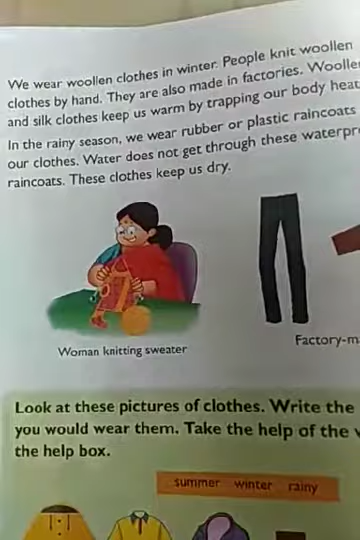 We wear woollen clothes in winter. People knit woollen
clothes by hand. They are also made in factories.
and silk clothes keep us warm by trapping our body heat
In the rainy season, we wear rubber or plastic raincoats
our clothes. Water does not get through these
raincoats. These clothes keep us dry.
Woman knitting sweater
Look at these pictures of clothes. Write the
you would wear them. Take the help of the
the help box.
summer winter rainy